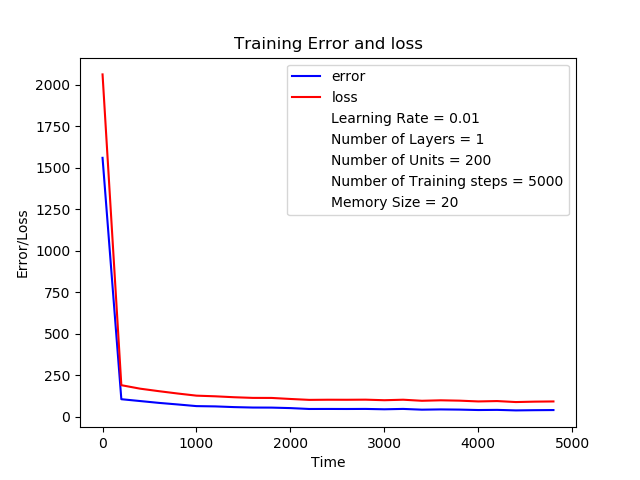 Training Error and loss
error
loss
Learning Rate = 0.01
Number of Layers = 1
Number of Units = 200
Number of Training steps = 5000
Memory Size = 20
2000
1750
1500
1250
1000
750
500
250
0
Error/Loss
0 1000 2000 3000 4000 5000
Time